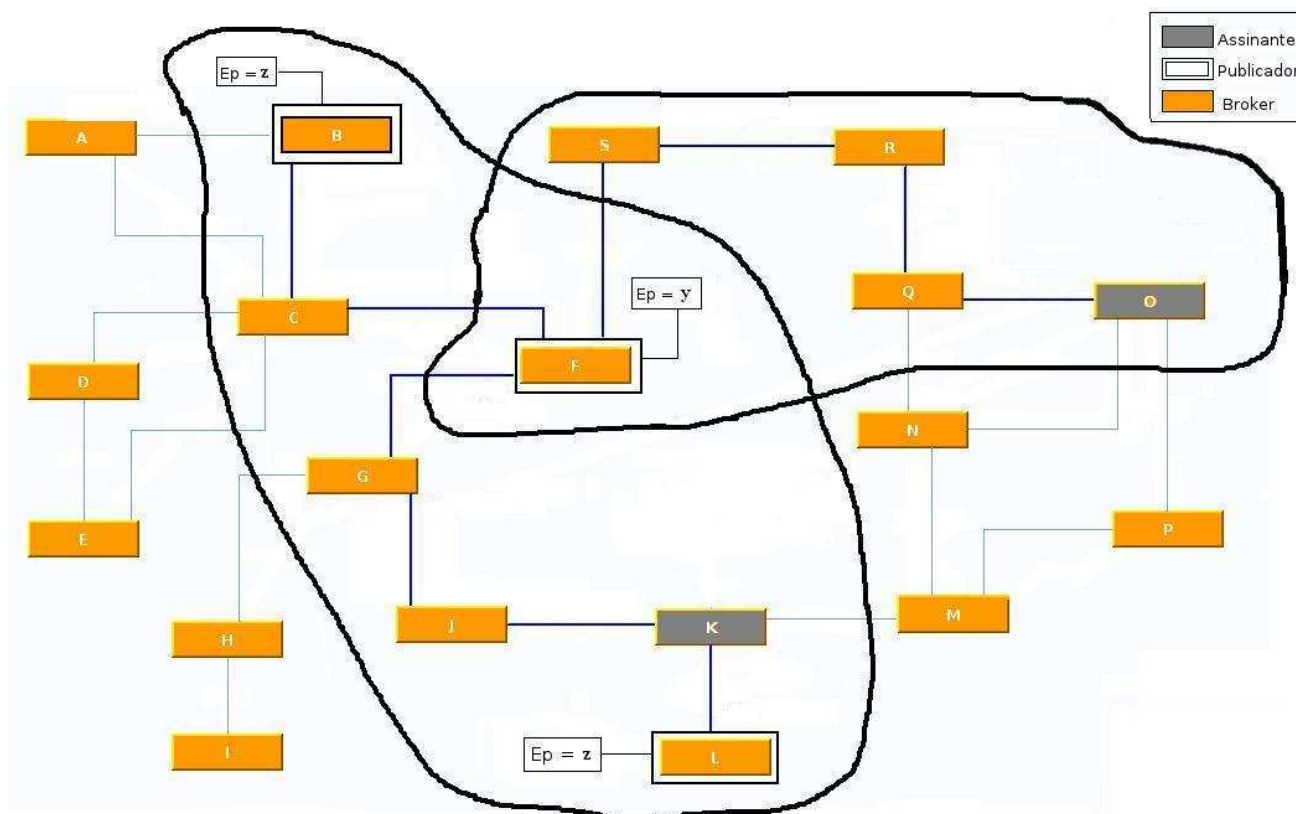 Assinante
Publicador
Broker
Ep = z
A
B
S
R
Q
O
Ep = y
C
D
F
N
G
E
P
J
K
M
H
Ep = z
L
I